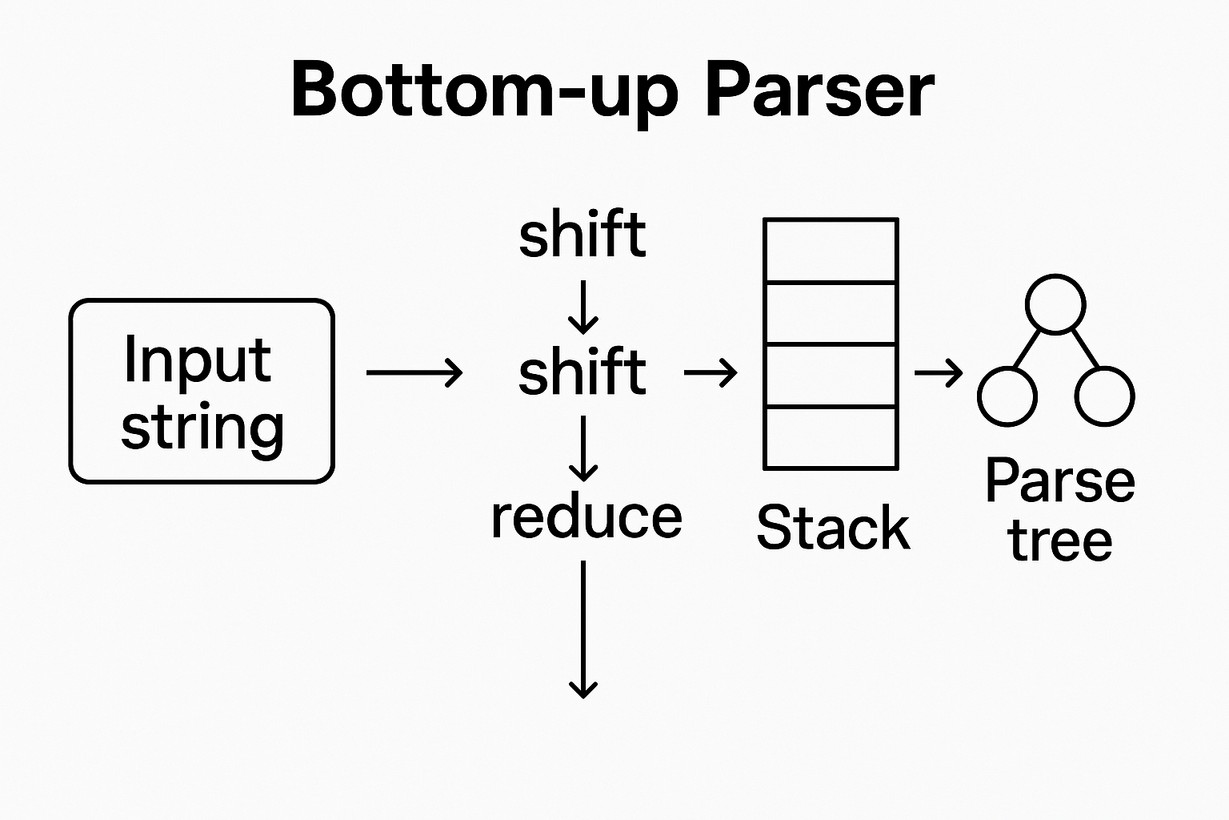 Bottom-up Parser
Input
string
shift
shift
reduce
Stack
Parse
tree